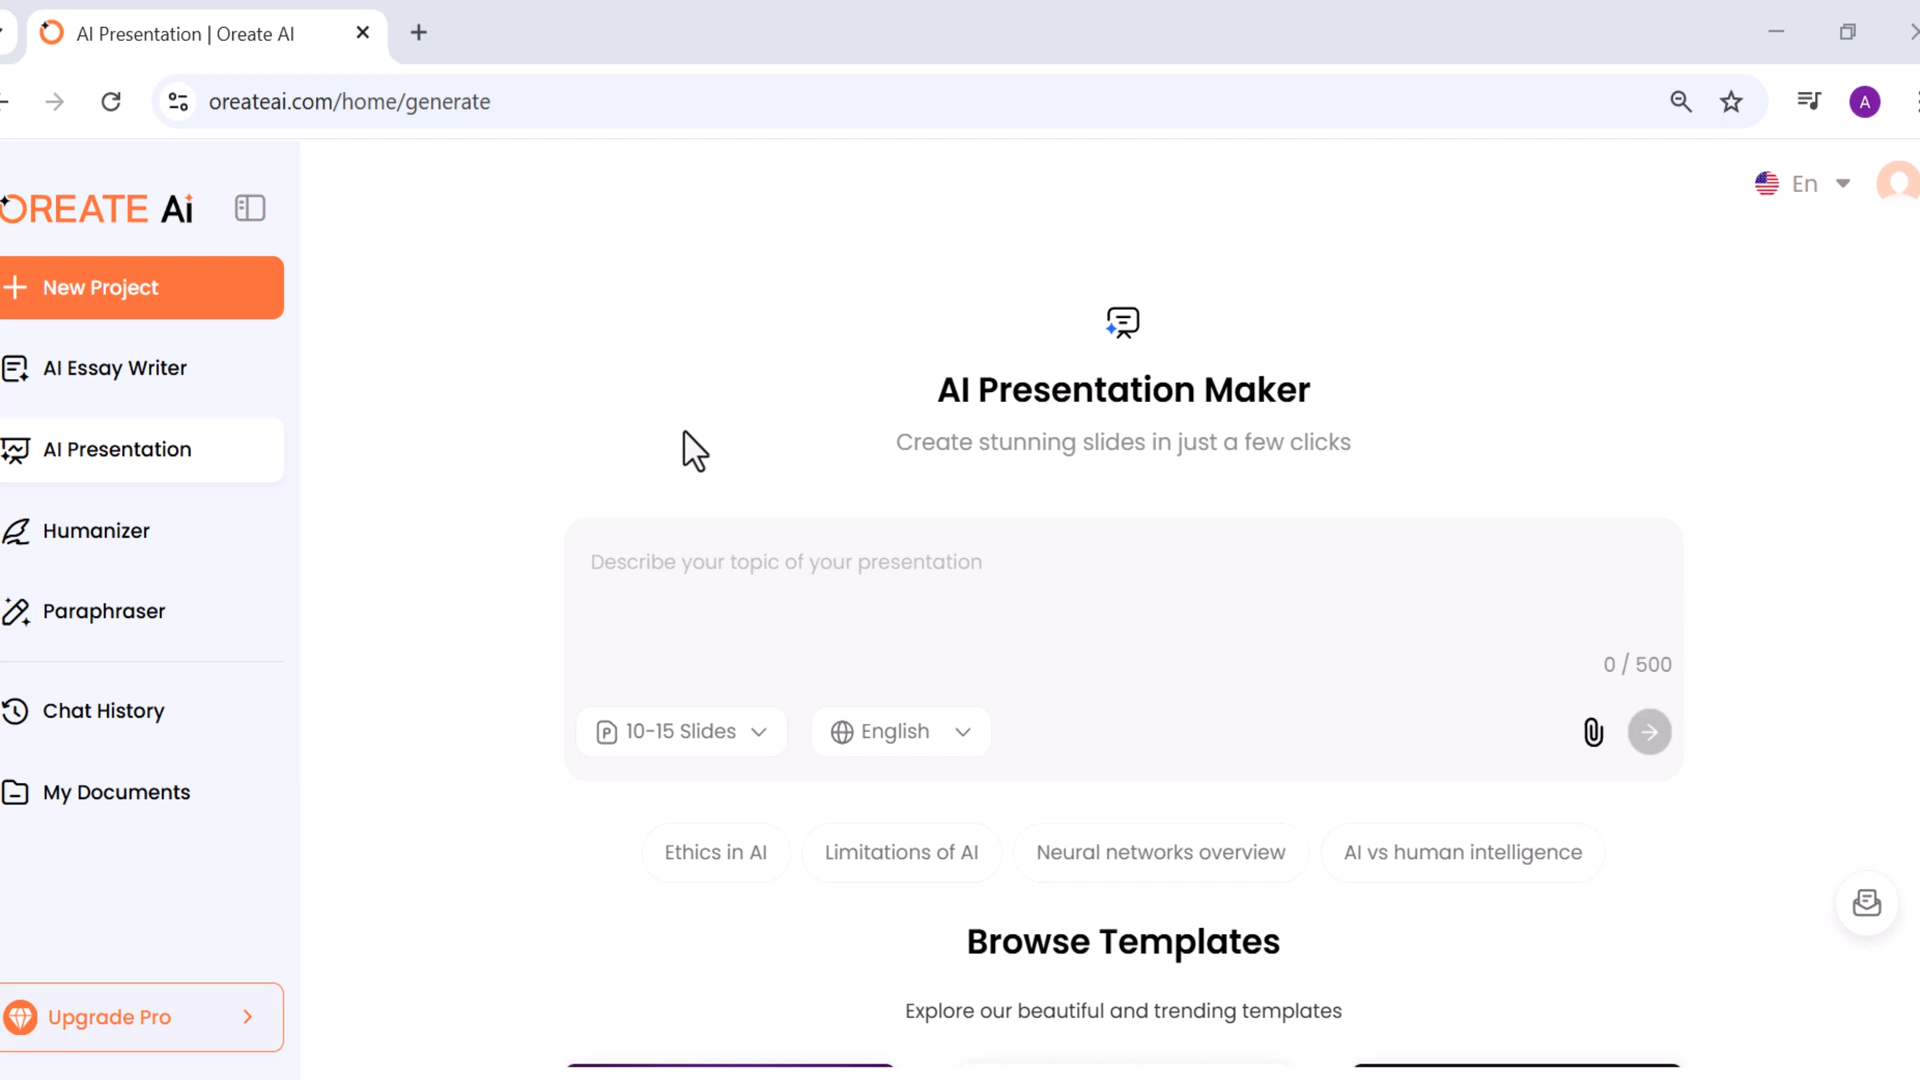 AI Presentation | Oreate AI
oreateai.com/home/generate
A
OREATE Ai
En
New Project
AI Essay Writer
AI Presentation
Humanizer
Paraphraser
Chat History
My Documents
Upgrade Pro
AI Presentation Maker
Create stunning slides in just a few clicks
Describe your topic of your presentation
0 / 500
P 10-15 Slides
English
Ethics in AI
Limitations of AI
Neural networks overview
AI vs human intelligence
Browse Templates
Explore our beautiful and trending templates